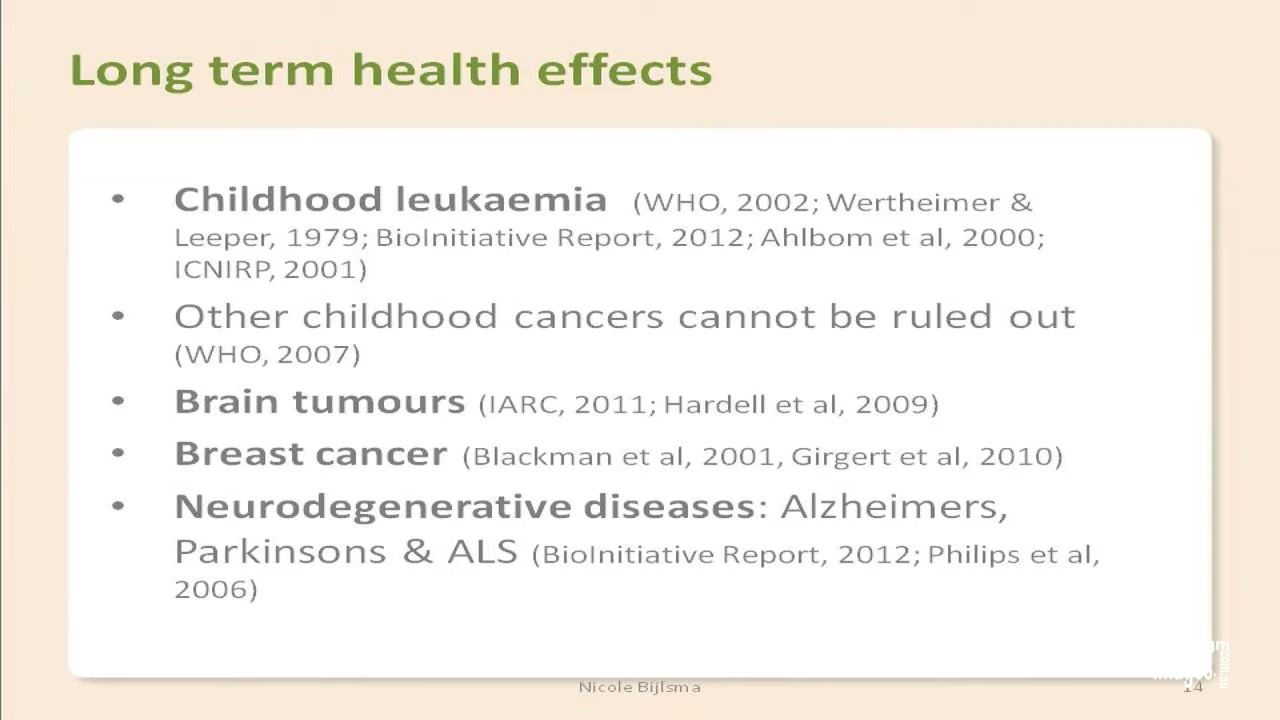 Long term health effects
• Childhood leukaemia (WHO, 2002; Wertheimer &
Leeper, 1979; BioInitiative Report, 2012; Ahlbom et al, 2000;
ICNIRP, 2001)
• Other childhood cancers cannot be ruled out
(WHO, 2007)
• Brain tumours (IARC, 2011; Hardell et al, 2009)
• Breast cancer (Blackman et al, 2001, Girgert et al, 2010)
• Neurodegenerative diseases: Alzheimers,
Parkinsons & ALS (BioInitiative Report, 2012; Philips et al,
2006)
Nicole Bijlsma
14
.com.au